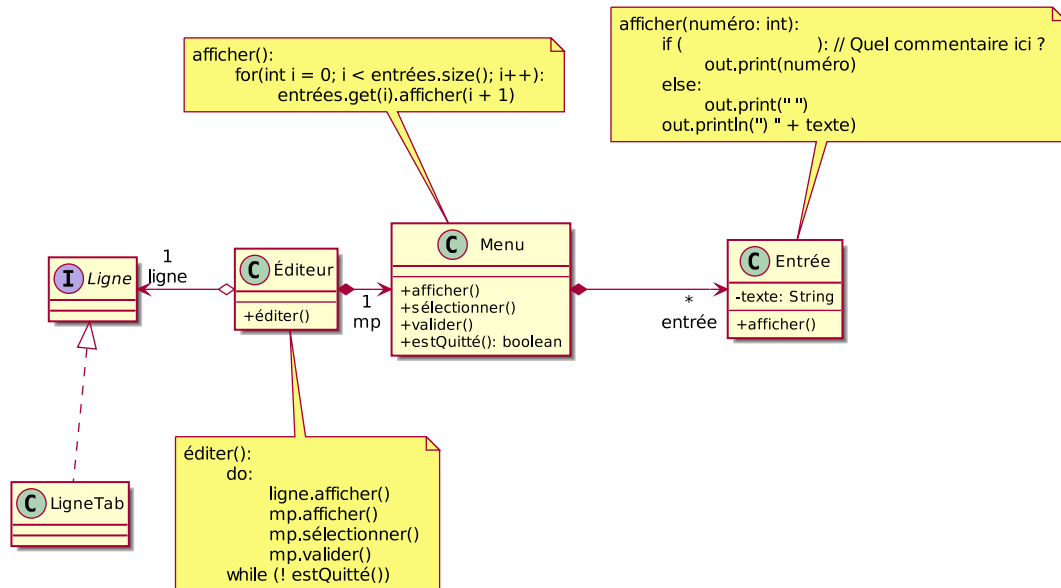 afficher(numéro: int):
if ( ): // Quel commentaire ici ?
out.print(numéro)
else:
out.print(" ")
out.println(") " + texte)
afficher():
for(int i = 0; i < entrées.size(); i++):
entrées.get(i).afficher(i + 1)
I Ligne
1
ligne
C Éditeur
+éditer()
1
mp
C Menu
+afficher()
+sélectionner()
+valider()
+estQuitté(): boolean
*
entrée
C Entrée
-texte: String
+afficher()
C LigneTab
éditer():
do:
ligne.afficher()
mp.afficher()
mp.sélectionner()
mp.valider()
while (! estQuitté())